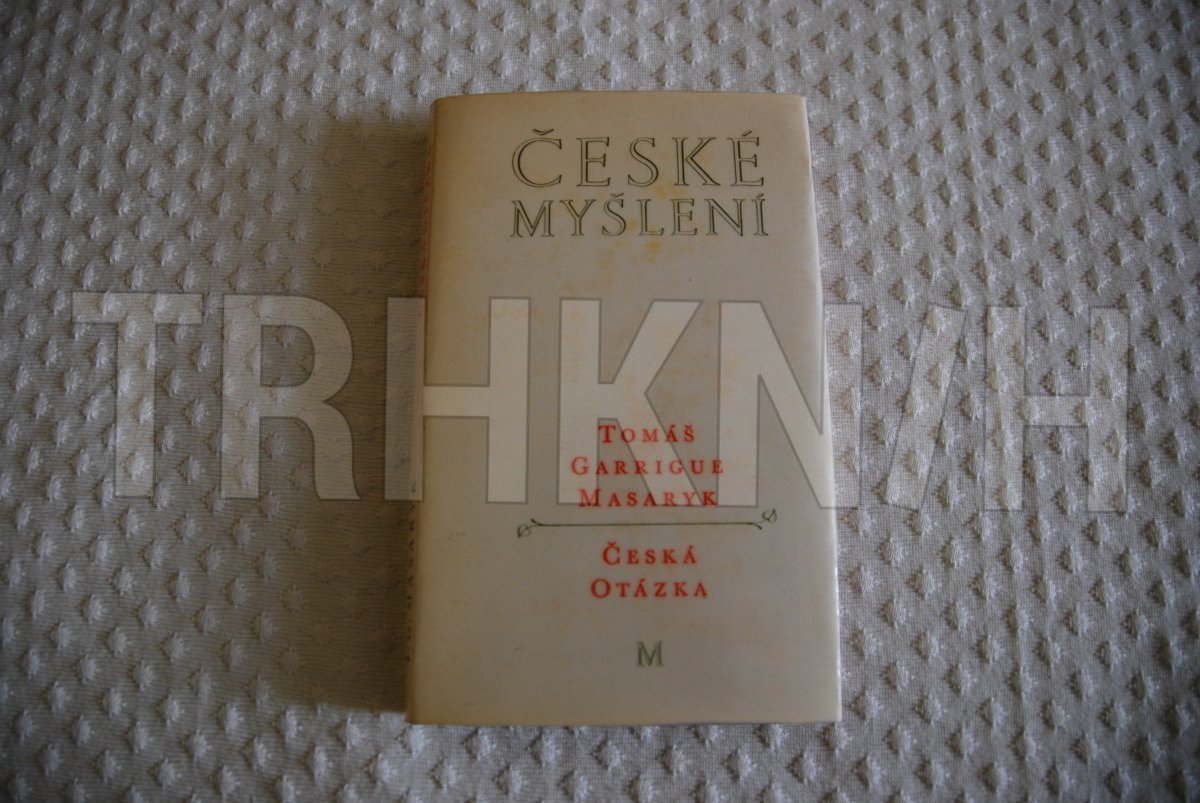 ČESKÉ
MYŠLENÍ
TRHKNIH
Tomáš
Garrigue
Masaryk
Česká
Otázka
M